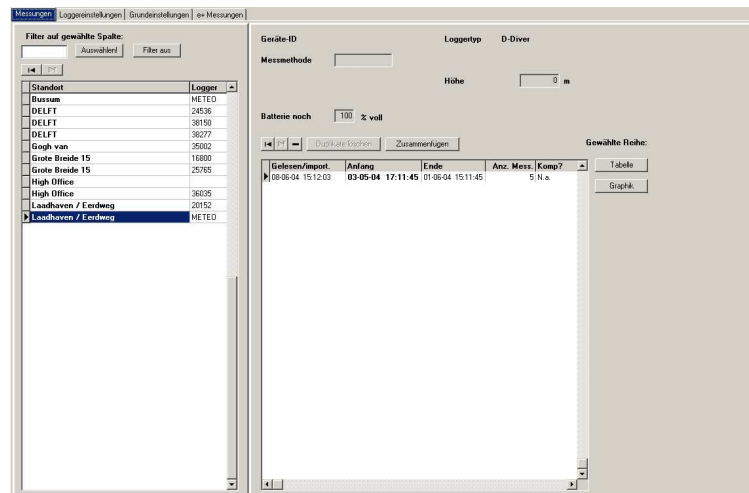 Messungen Loggereinstellungen Grundeinstellungen e+ Messungen
Filter auf gewählte Spalte:
Auswählen! Filter aus
Standort Logger
Bussum METEO
DELFT 24536
DELFT 38150
DELFT 38277
Gogh van 35002
Grote Breide 15 16800
Grote Breide 15 25765
High Office
High Office 36035
Laadhaven / Eerdweg 20152
Laadhaven / Eerdweg METEO
Geräte-ID Loggertyp D-Diver
Messmethode
Höhe 0 m
Batterie noch 100 % voll
Duplikate löschen Zusammenfügen Gewählte Reihe:
Gelesen/import. Anfang Ende Anz. Mess. Komp?
08-06-04 15:12:03 03-05-04 17:11:45 01-06-04 15:11:45 5 N.a.
Tabelle
Graphik